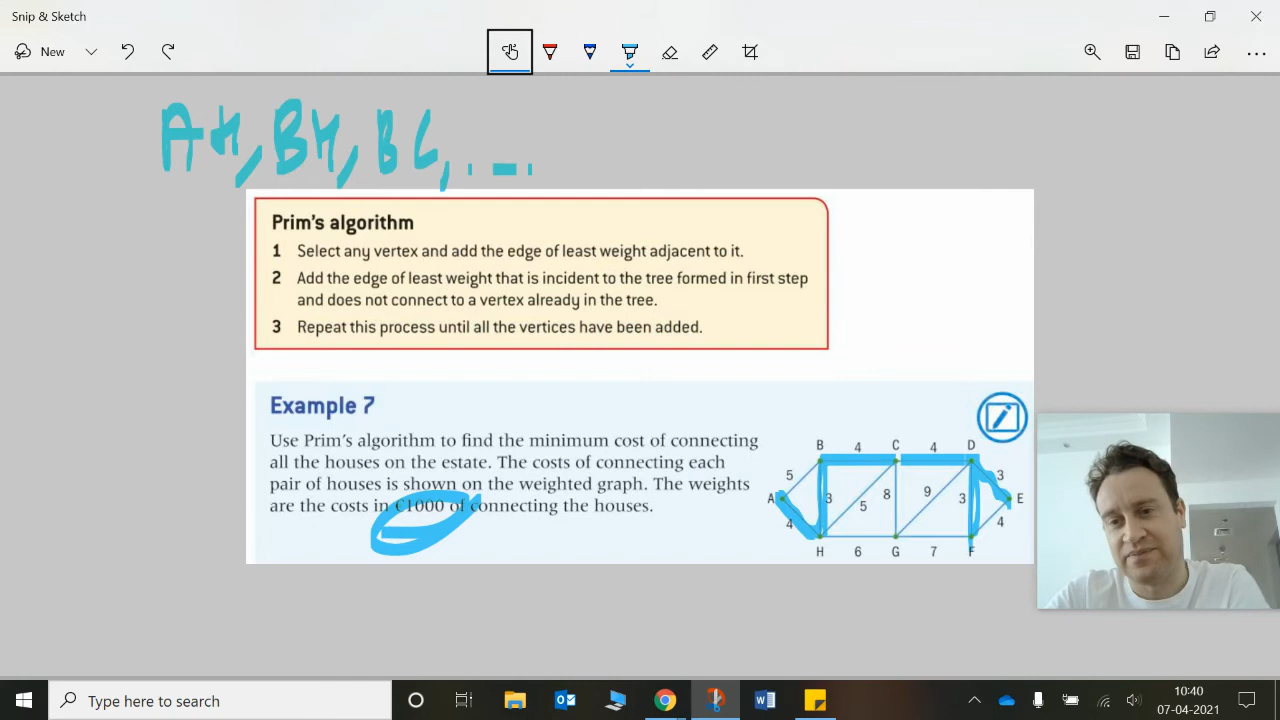 Snip & Sketch
New
AH, BH, BC, ...
Prim's algorithm
1 Select any vertex and add the edge of least weight adjacent to it.
2 Add the edge of least weight that is incident to the tree formed in first step
and does not connect to a vertex already in the tree.
3 Repeat this process until all the vertices have been added.
Example 7
Use Prim's algorithm to find the minimum cost of connecting
all the houses on the estate. The costs of connecting each
pair of houses is shown on the weighted graph. The weights
are the costs in €1000 of connecting the houses.
B 4 C 4 D
5 3
A 3 5 8 9 3 E
4 4
H 6 G 7 F
Type here to search
10:40
07-04-2021